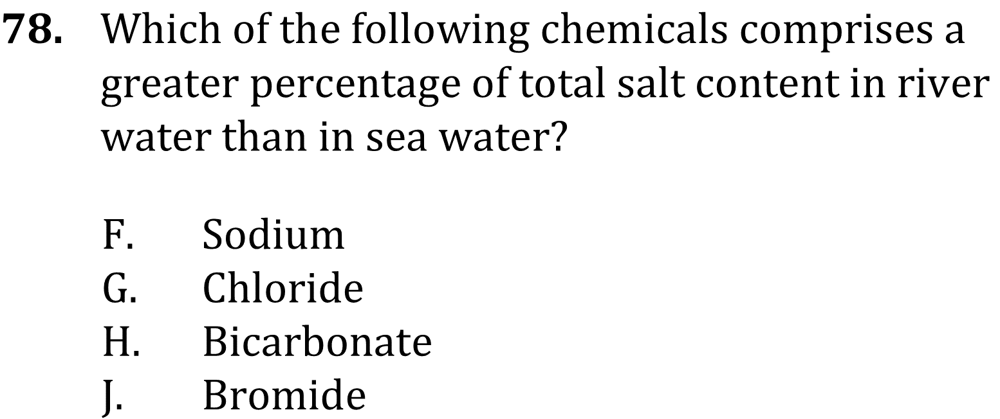 78. Which of the following chemicals comprises a
greater percentage of total salt content in river
water than in sea water?
F. Sodium
G. Chloride
H. Bicarbonate
J. Bromide